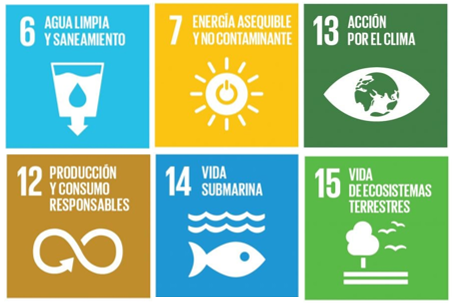 6 AGUA LIMPIA
Y SANEAMIENTO
7 ENERGÍA ASEQUIBLE
Y NO CONTAMINANTE
13 ACCIÓN
POR EL CLIMA
12 PRODUCCIÓN
Y CONSUMO
RESPONSABLES
14 VIDA
SUBMARINA
15 VIDA
DE ECOSISTEMAS
TERRESTRES